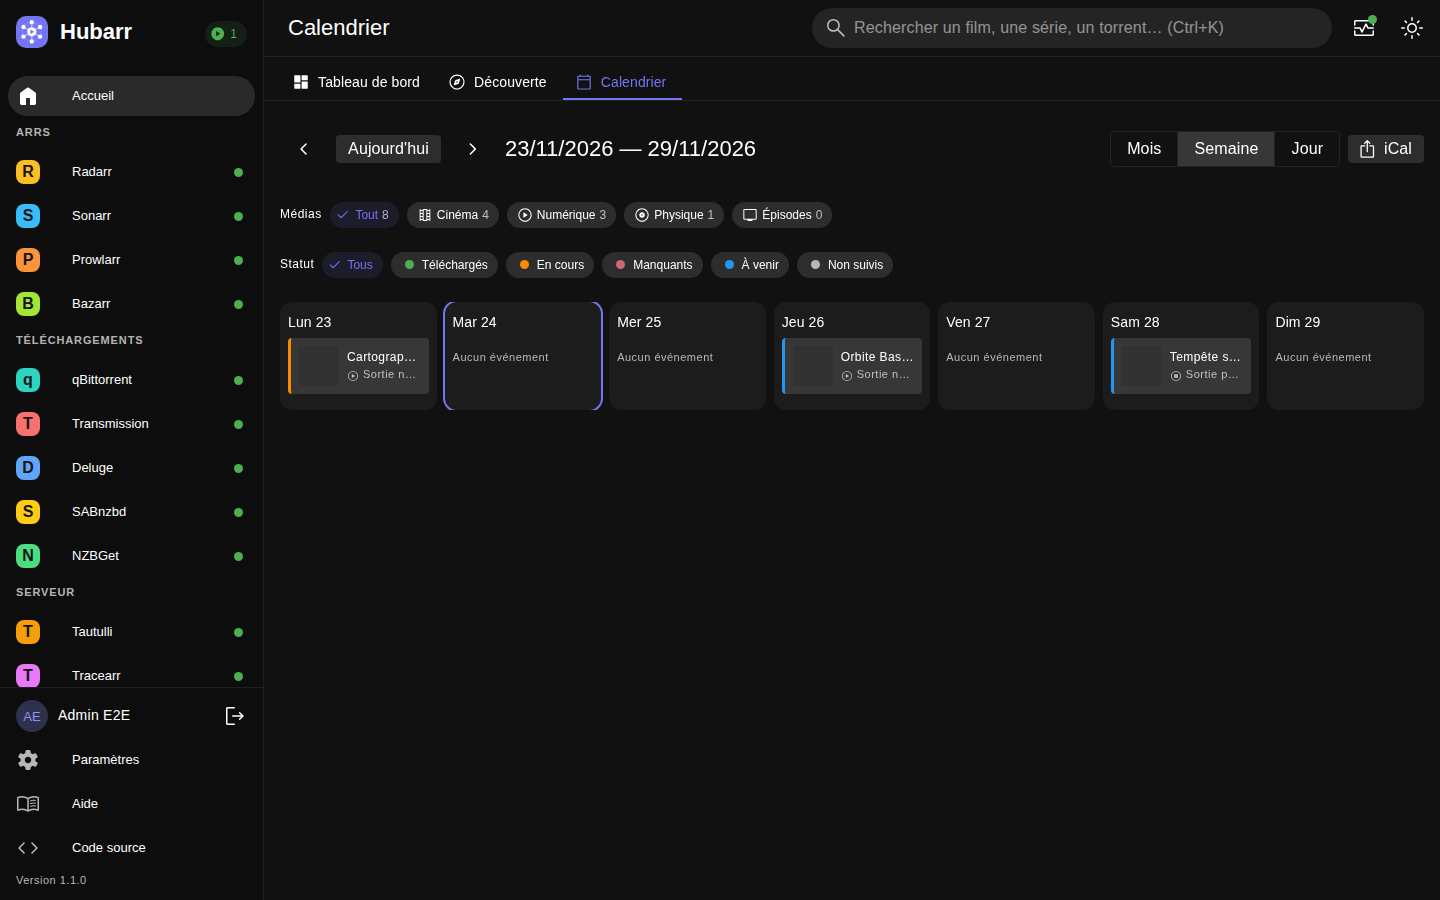 Hubarr
1
Calendrier
Rechercher un film, une série, un torrent… (Ctrl+K)
Accueil
Tableau de bord
Découverte
Calendrier
ARRS
R Radarr
S Sonarr
P Prowlarr
B Bazarr
TÉLÉCHARGEMENTS
q qBittorrent
T Transmission
D Deluge
S SABnzbd
N NZBGet
SERVEUR
T Tautulli
T Tracearr
AE Admin E2E
Paramètres
Aide
Code source
Version 1.1.0
Aujourd'hui
23/11/2026 — 29/11/2026
Mois Semaine Jour
iCal
Médias Tout 8 Cinéma 4 Numérique 3 Physique 1 Épisodes 0
Statut Tous Téléchargés En cours Manquants À venir Non suivis
Lun 23
Cartograp…
Sortie n…
Mar 24
Aucun événement
Mer 25
Aucun événement
Jeu 26
Orbite Bas…
Sortie n…
Ven 27
Aucun événement
Sam 28
Tempête s…
Sortie p…
Dim 29
Aucun événement